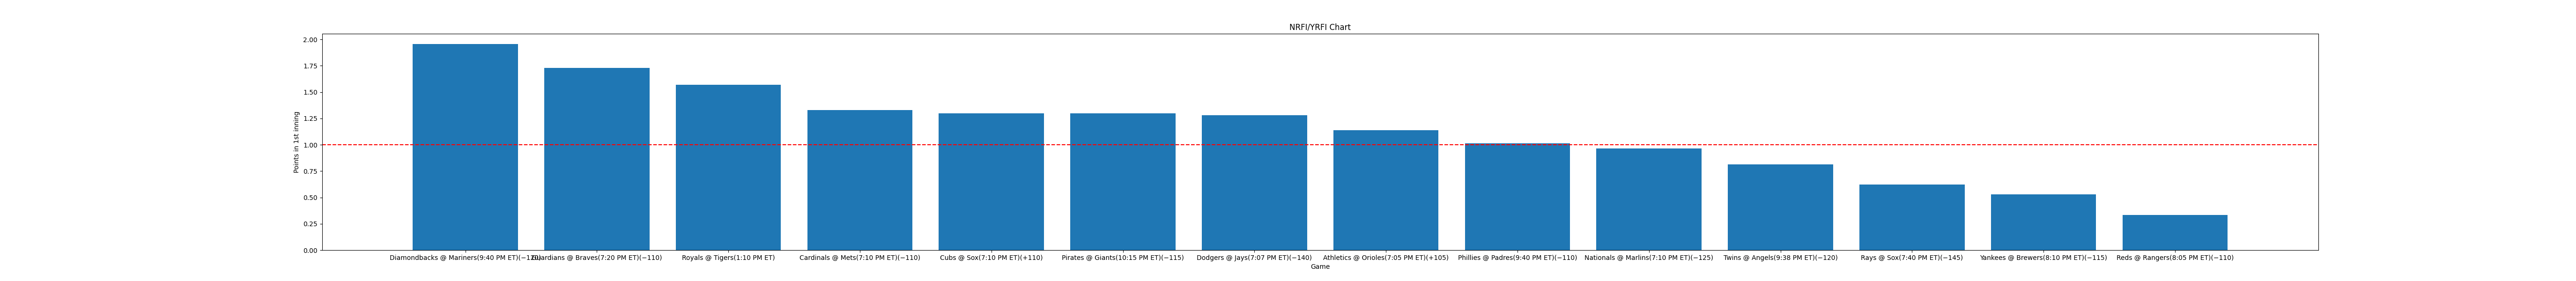 NRFI/YRFI Chart
Points in 1st inning
2.00
1.75
1.50
1.25
1.00
0.75
0.50
0.25
0.00
Diamondbacks @ Mariners(9:40 PM ET)(−120)
Guardians @ Braves(7:20 PM ET)(−110)
Royals @ Tigers(1:10 PM ET)
Cardinals @ Mets(7:10 PM ET)(−110)
Cubs @ Sox(7:10 PM ET)(+110)
Pirates @ Giants(10:15 PM ET)(−115)
Dodgers @ Jays(7:07 PM ET)(−140)
Athletics @ Orioles(7:05 PM ET)(+105)
Phillies @ Padres(9:40 PM ET)(−110)
Nationals @ Marlins(7:10 PM ET)(−125)
Twins @ Angels(9:38 PM ET)(−120)
Rays @ Sox(7:40 PM ET)(−145)
Yankees @ Brewers(8:10 PM ET)(−115)
Reds @ Rangers(8:05 PM ET)(−110)
Game